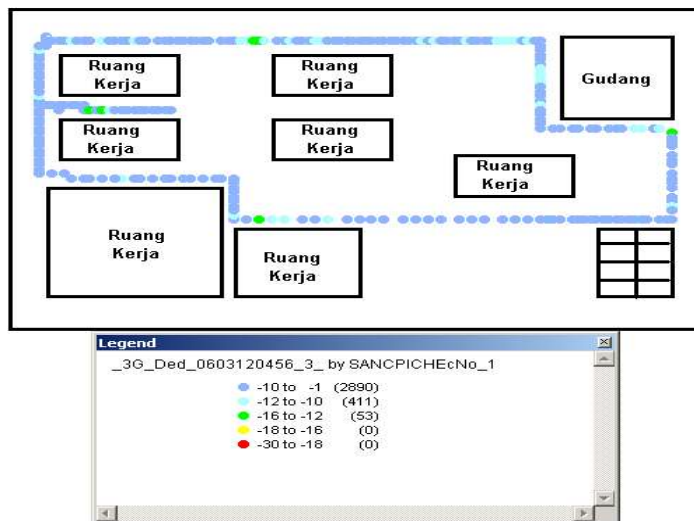 Ruang
Kerja
Ruang
Kerja
Gudang
Ruang
Kerja
Ruang
Kerja
Ruang
Kerja
Ruang
Kerja
Ruang
Kerja
Legend
_3G_Ded_0603120456_3_ by SANCPICHEcNo_1
-10 to -1 (2890)
-12 to -10 (411)
-16 to -12 (53)
-18 to -16 (0)
-30 to -18 (0)